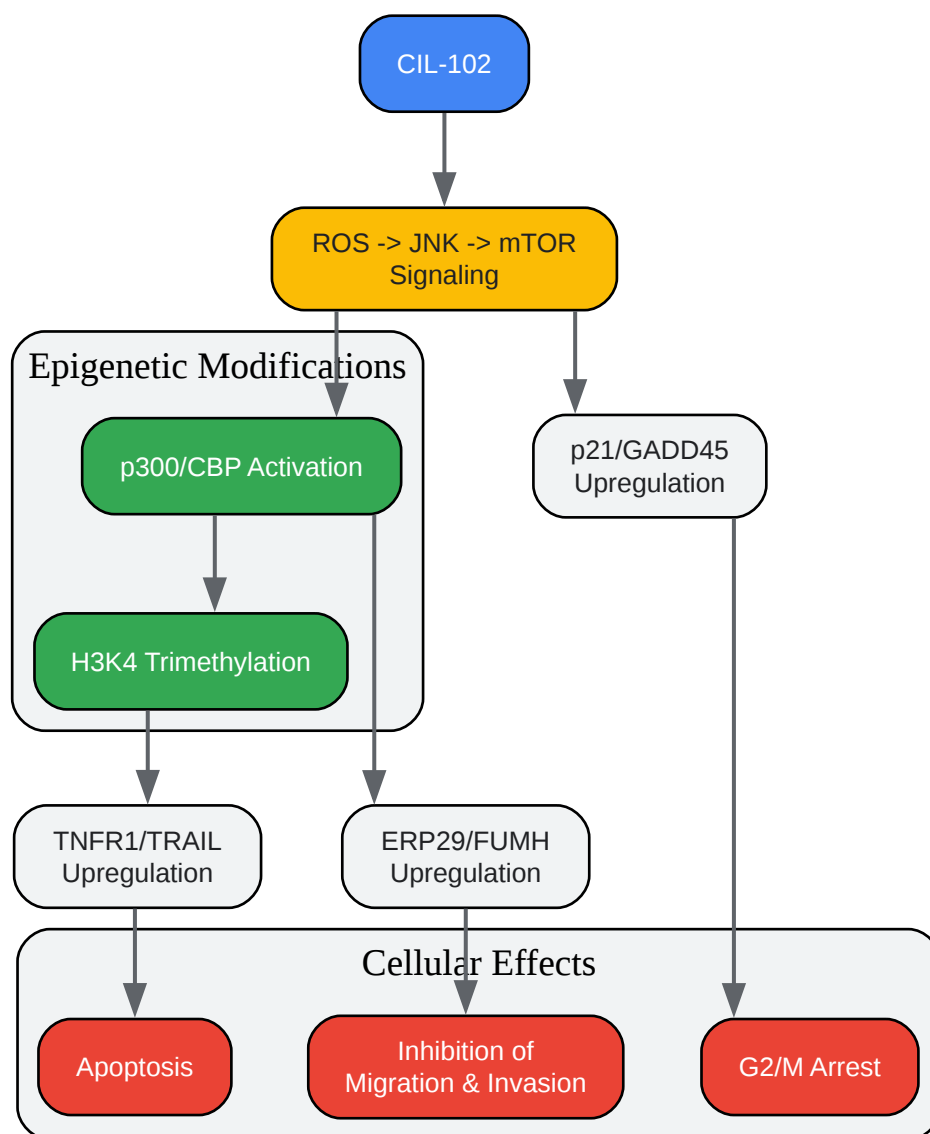 CIL-102
ROS -> JNK -> mTOR
Signaling
Epigenetic Modifications
p300/CBP Activation
p21/GADD45
Upregulation
H3K4 Trimethylation
TNFR1/TRAIL
Upregulation
ERP29/FUMH
Upregulation
Cellular Effects
Apoptosis
Inhibition of
Migration & Invasion
G2/M Arrest